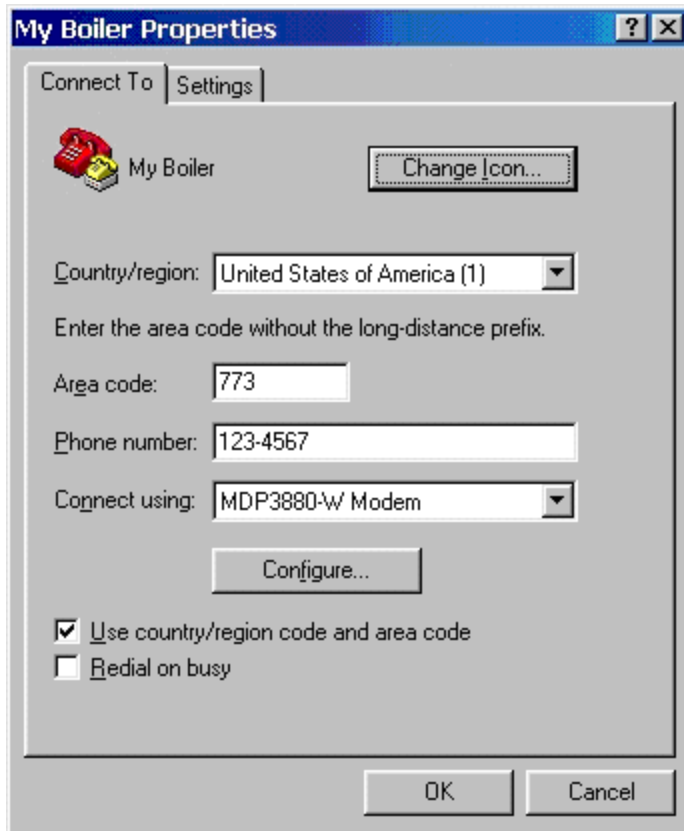 My Boiler Properties
Connect To
Settings
My Boiler
Change Icon...
Country/region: United States of America (1)
Enter the area code without the long-distance prefix.
Area code: 773
Phone number: 123-4567
Connect using: MDP3880-W Modem
Configure...
Use country/region code and area code
Redial on busy
OK
Cancel